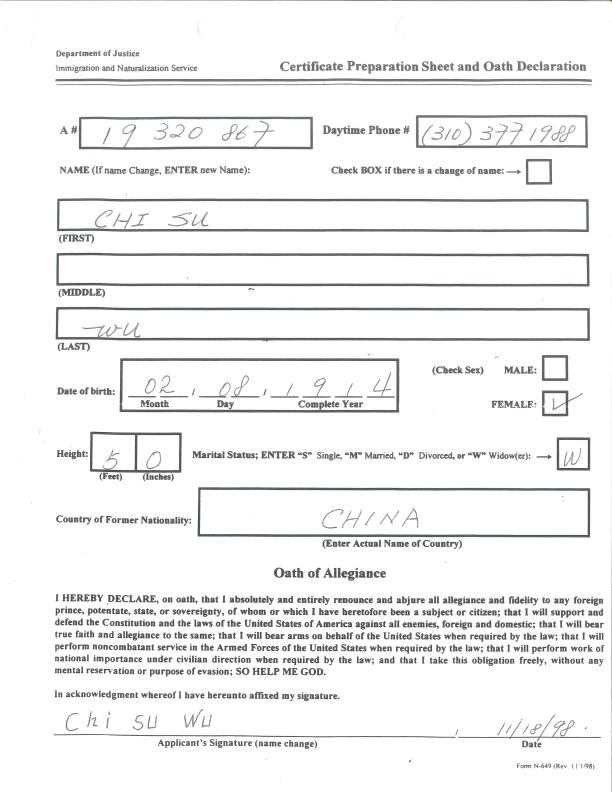 Department of Justice
Immigration and Naturalization Service
Certificate Preparation Sheet and Oath Declaration
A # 19 320 867 Daytime Phone # (310) 377 1988
NAME (If name Change, ENTER new Name): Check BOX if there is a change of name:
CHI SU
(FIRST)
(MIDDLE)
WU
(LAST)
(Check Sex) MALE:
Date of birth: 02, 08, 1914
Month Day Complete Year
FEMALE:
Height: 5 0 Marital Status; ENTER "S" Single, "M" Married, "D" Divorced, or "W" Widow(er): W
(Feet) (Inches)
Country of Former Nationality: CHINA
(Enter Actual Name of Country)
Oath of Allegiance
I HEREBY DECLARE, on oath, that I absolutely and entirely renounce and abjure all allegiance and fidelity to any foreign
prince, potentate, state, or sovereignty, of whom or which I have heretofore been a subject or citizen; that I will support and
defend the Constitution and the laws of the United States of America against all enemies, foreign and domestic; that I will bear
true faith and allegiance to the same; that I will bear arms on behalf of the United States when required by the law; that I will
perform noncombatant service in the Armed Forces of the United States when required by the law; that I will perform work of
national importance under civilian direction when required by the law; and that I take this obligation freely, without any
mental reservation or purpose of evasion; SO HELP ME GOD.
In acknowledgment whereof I have hereunto affixed my signature.
Chi SU WU , 11/18/98.
Applicant's Signature (name change) Date
Form N-649 (Rev. 11/1/98)